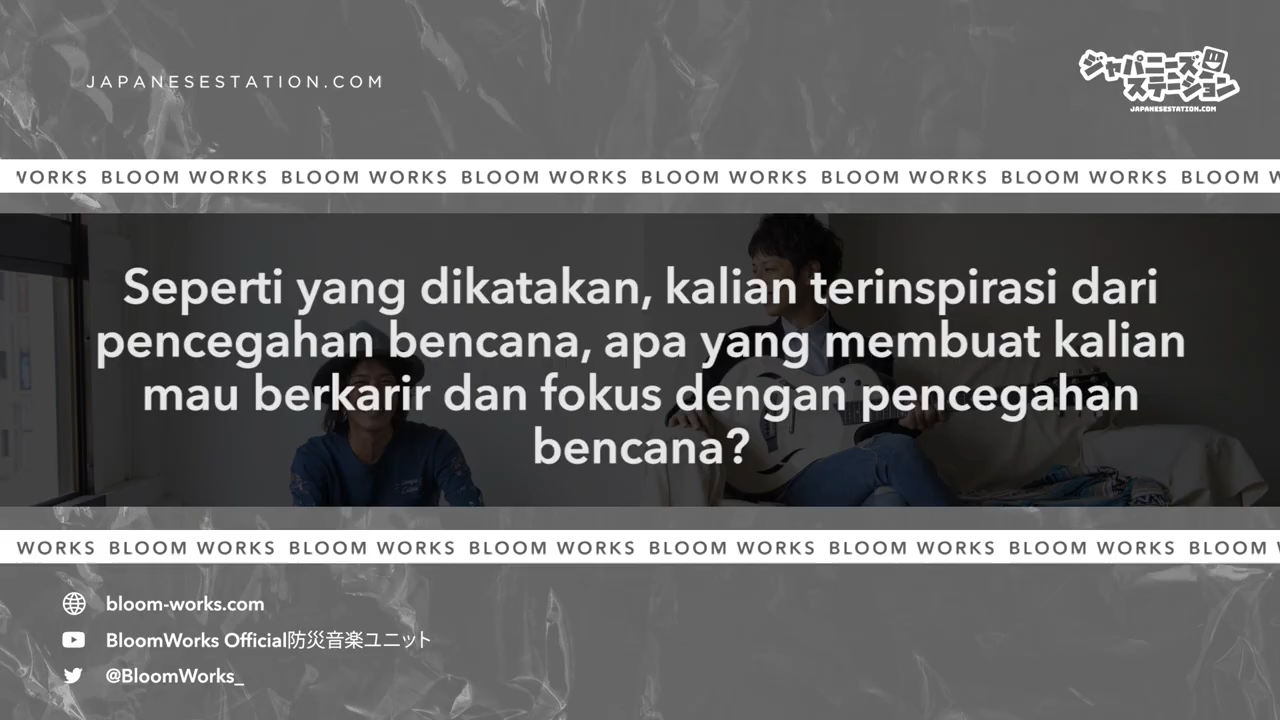 JAPANESESTATION.COM
ジャパニーズ
ステーション
JAPANESESTATION.COM
WORKS BLOOM WORKS BLOOM WORKS BLOOM WORKS BLOOM WORKS BLOOM WORKS BLOOM WORKS BLOOM
Seperti yang dikatakan, kalian terinspirasi dari
pencegahan bencana, apa yang membuat kalian
mau berkarir dan fokus dengan pencegahan
bencana?
WORKS BLOOM WORKS BLOOM WORKS BLOOM WORKS BLOOM WORKS BLOOM WORKS BLOOM WORKS BLOOM
bloom-works.com
BloomWorks Official防災音楽ユニット
@BloomWorks_